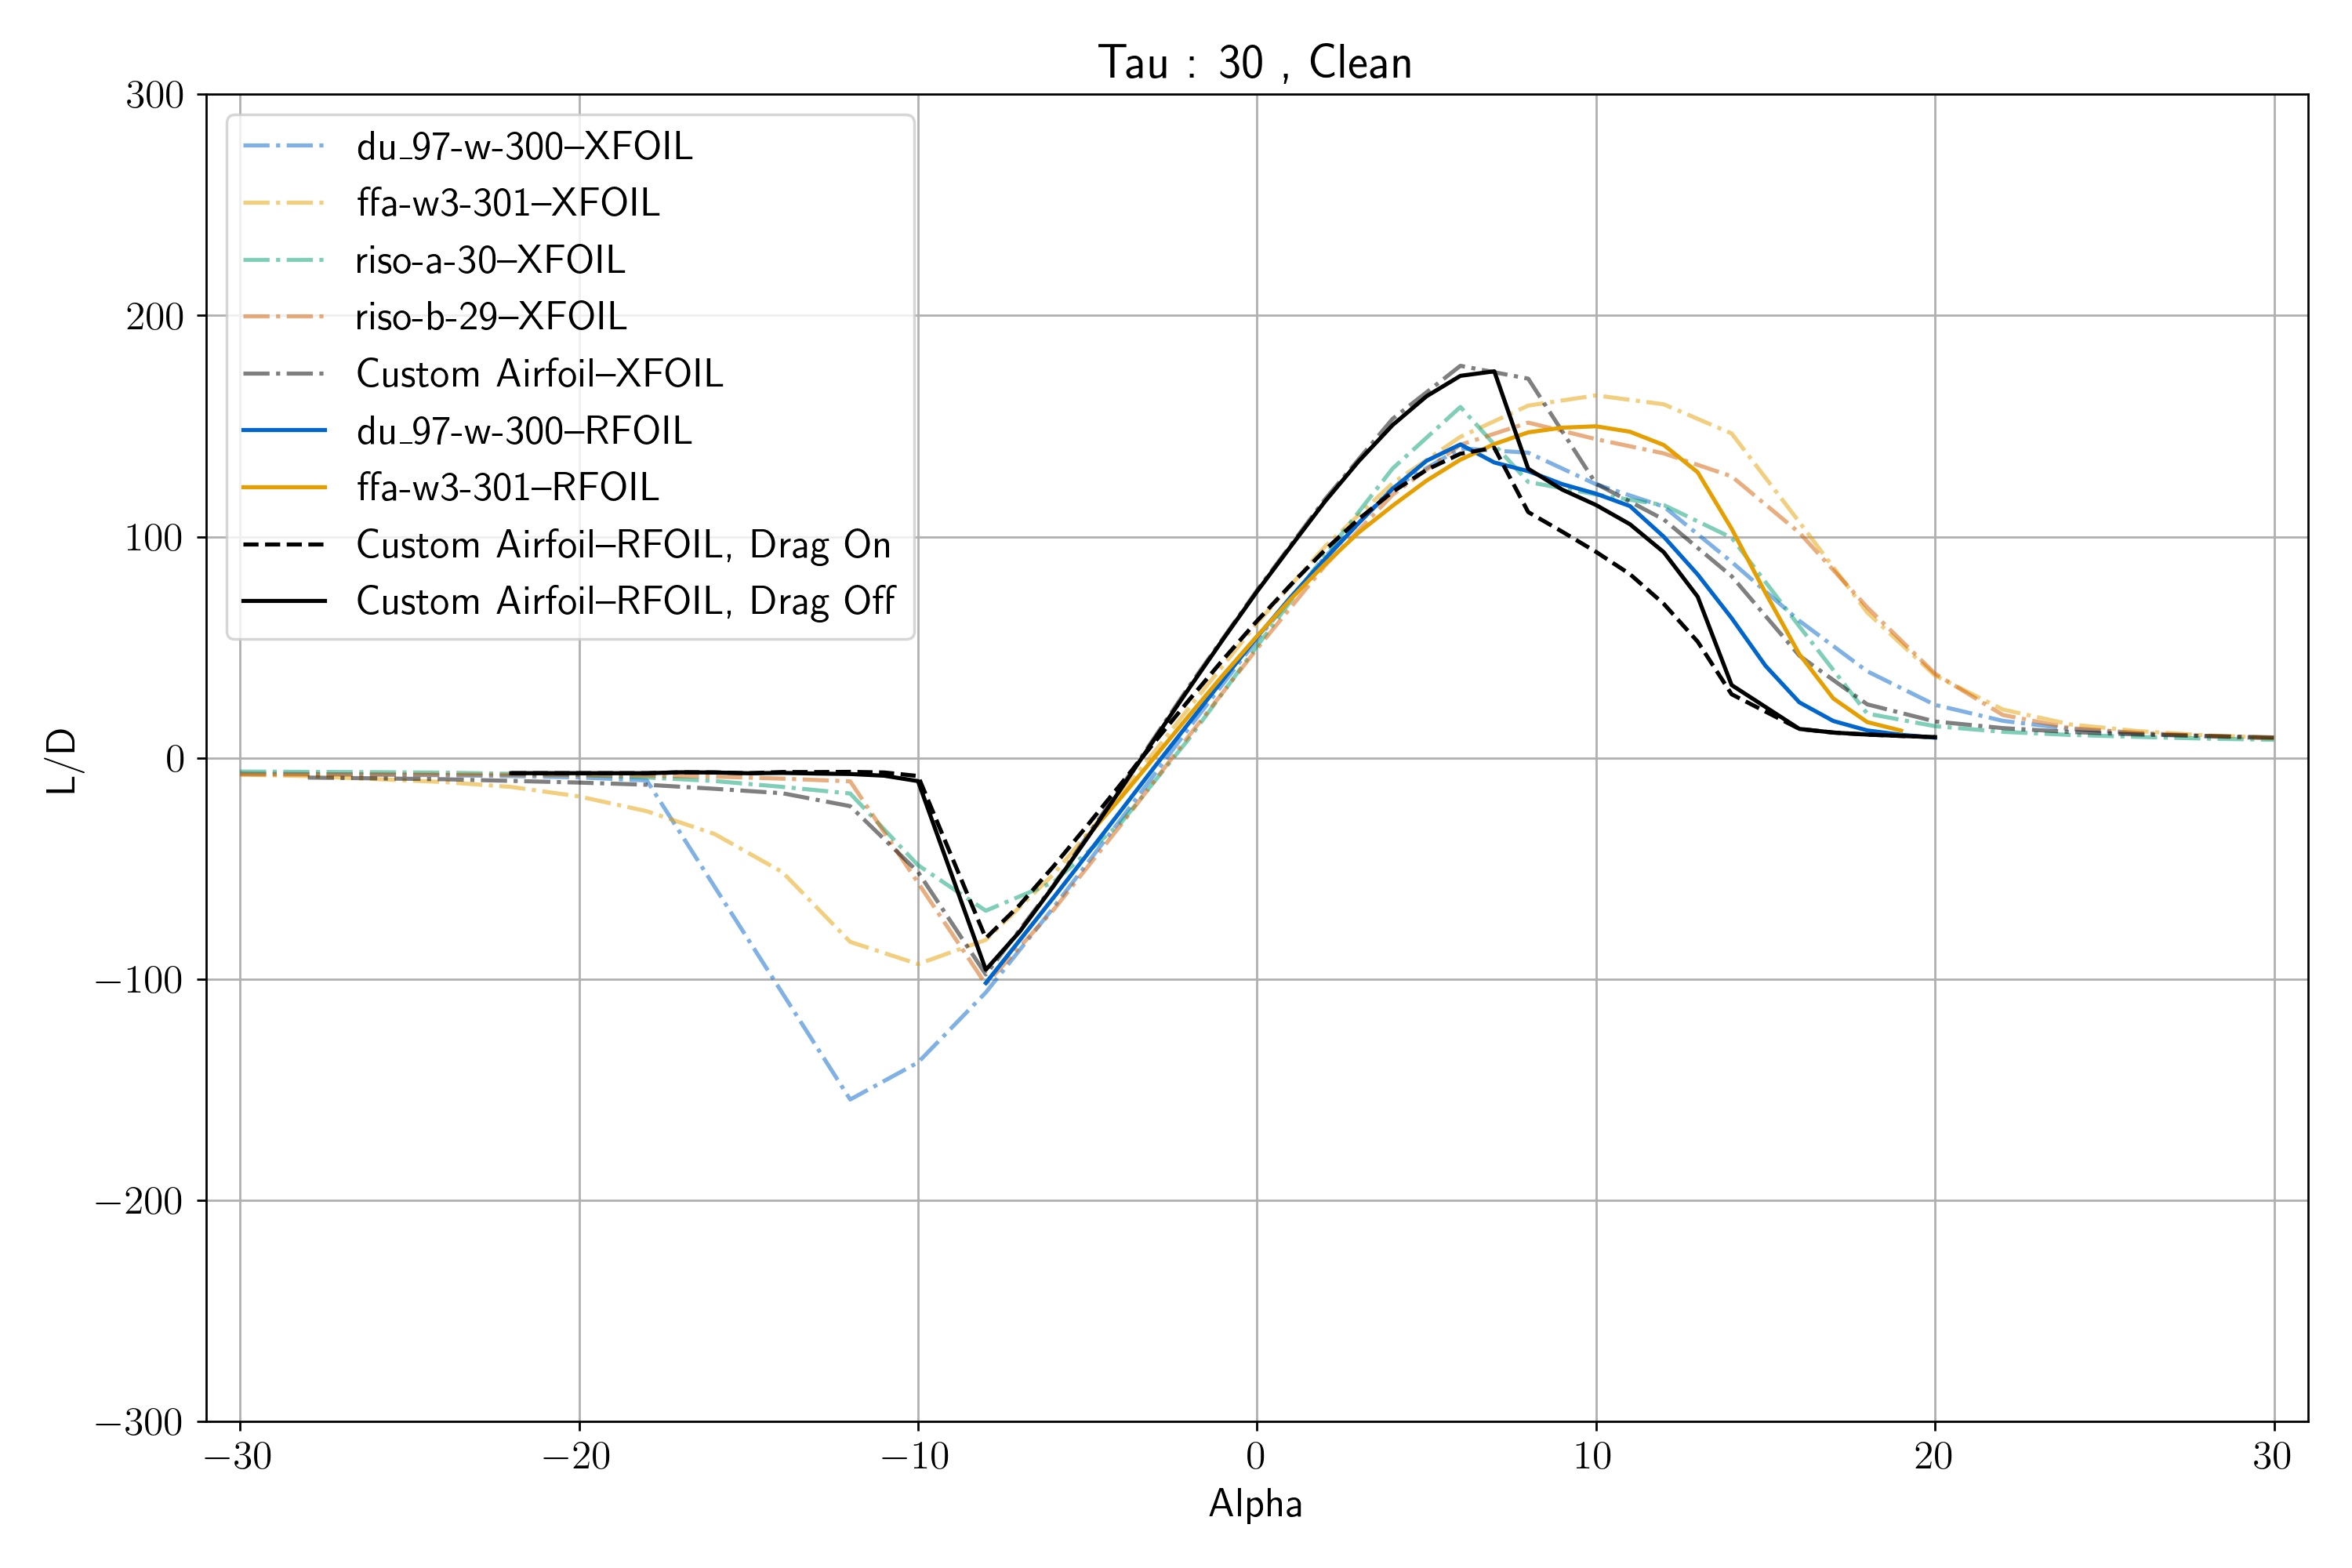 Tau : 30 , Clean
300
200
100
0
−100
−200
−300
L/D
du_97-w-300–XFOIL
ffa-w3-301–XFOIL
riso-a-30–XFOIL
riso-b-29–XFOIL
Custom Airfoil–XFOIL
du_97-w-300–RFOIL
ffa-w3-301–RFOIL
Custom Airfoil–RFOIL, Drag On
Custom Airfoil–RFOIL, Drag Off
−30 −20 −10 0 10 20 30
Alpha